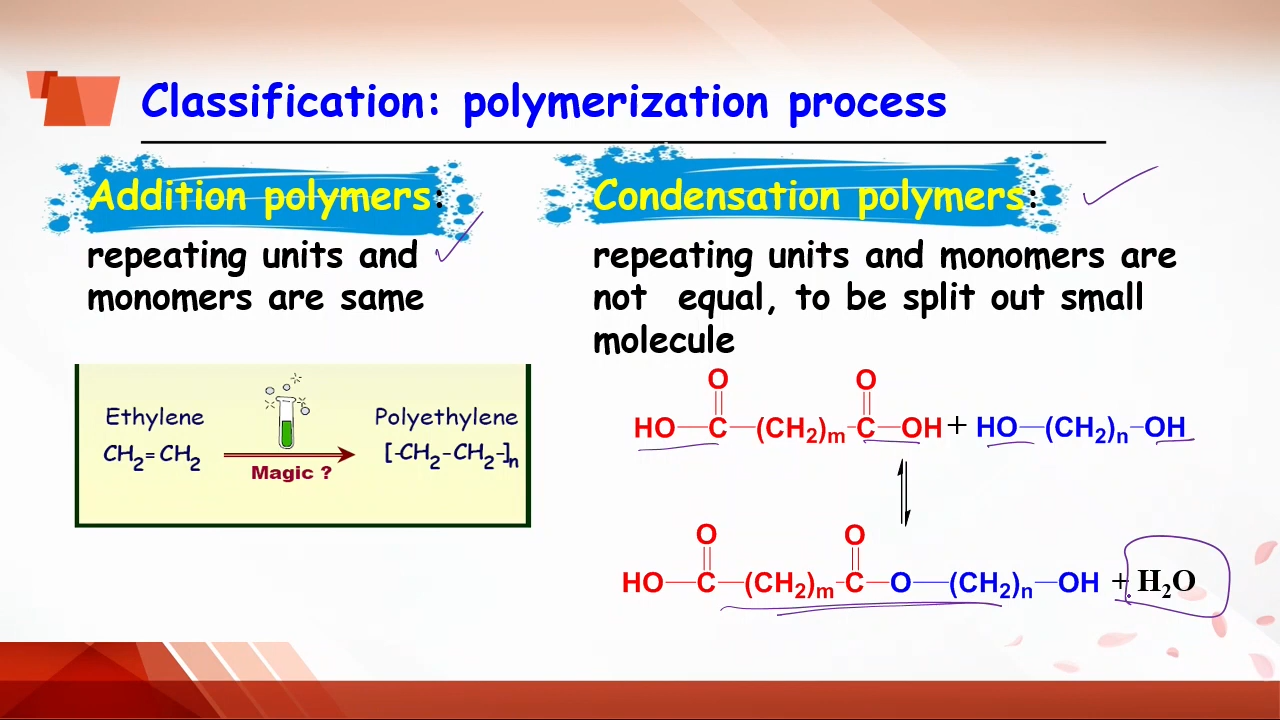 Classification: polymerization process
Addition polymers:
repeating units and
monomers are same
Ethylene
Polyethylene
CH₂=CH₂
Magic ?
[-CH₂-CH₂-]ₙ
Condensation polymers:
repeating units and monomers are
not equal, to be split out small
molecule
O O
HO—C—(CH₂)ₘ—C—OH + HO—(CH₂)ₙ—OH
O O
HO—C—(CH₂)ₘ—C—O—(CH₂)ₙ—OH + H₂O